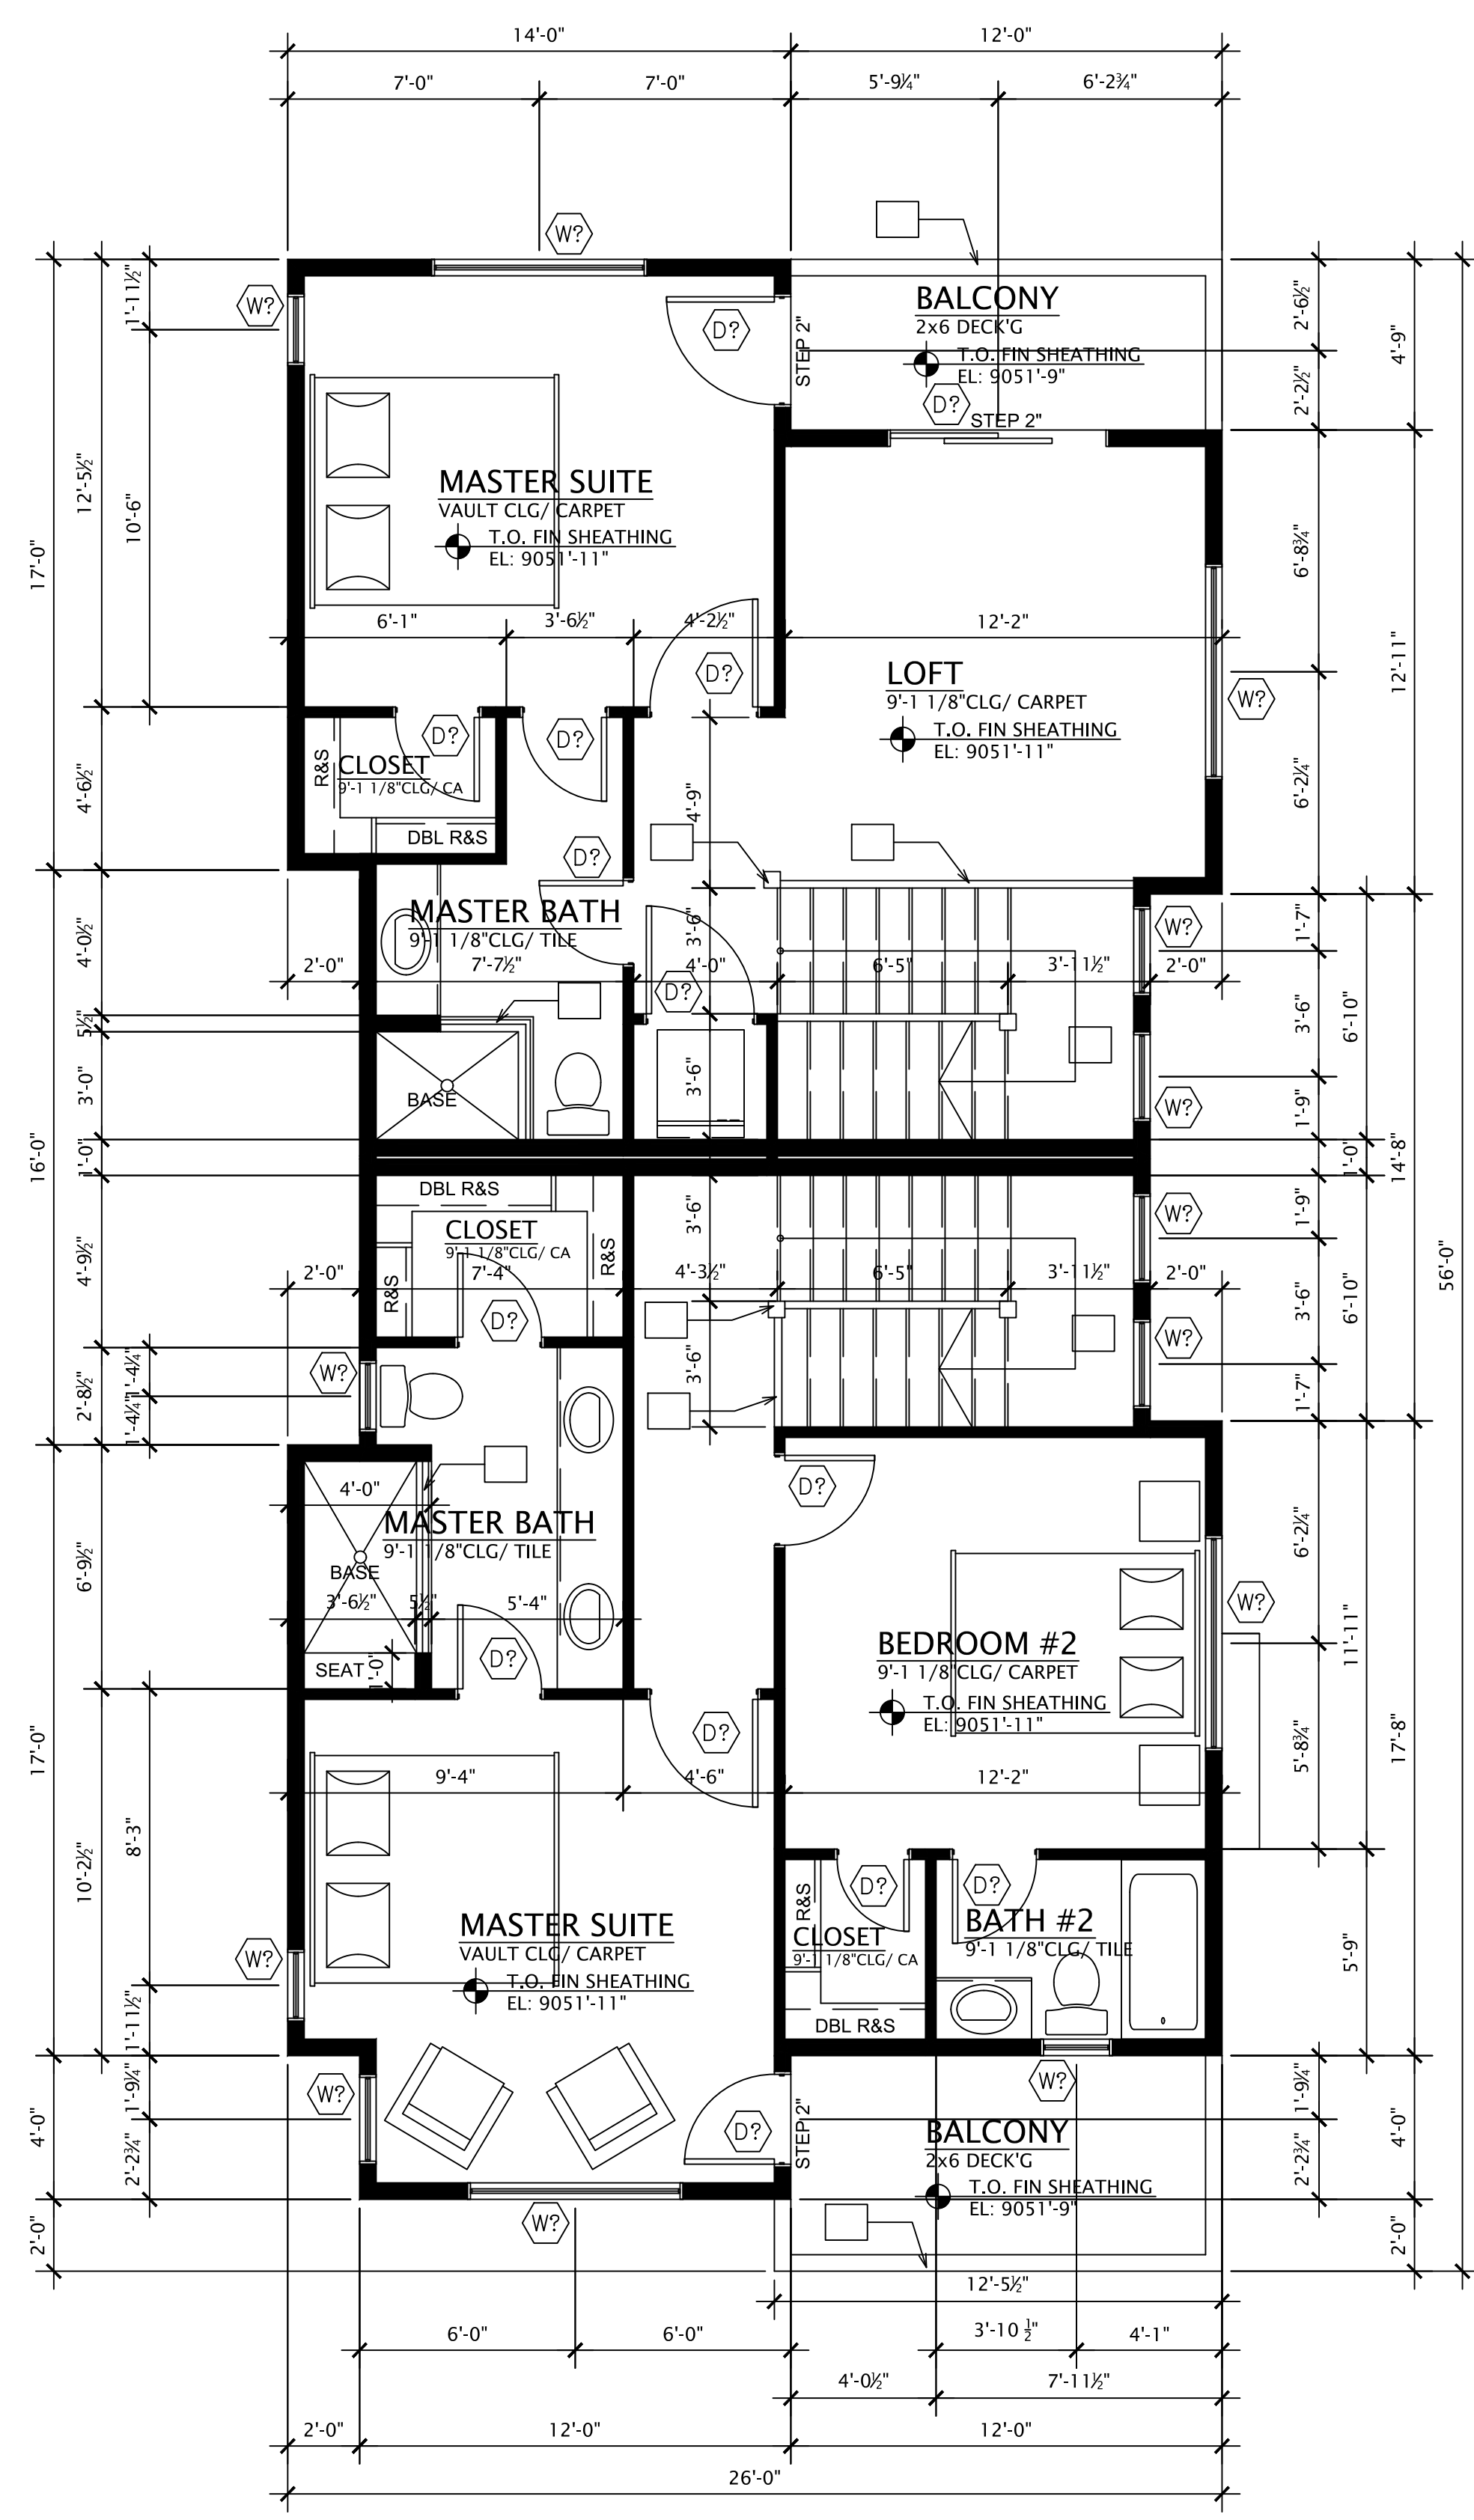 14'-0"
12'-0"
7'-0"
7'-0"
5'-9¼"
6'-2¾"
W?
W?
1'-11½"
D?
STEP 2"
BALCONY
2x6 DECK'G
T.O. FIN SHEATHING
EL: 9051'-9"
D?
STEP 2"
2'-6½"
2'-2½"
4'-9"
MASTER SUITE
VAULT CLG/ CARPET
T.O. FIN SHEATHING
EL: 9051'-11"
12'-5½"
10'-6"
17'-0"
6'-8¾"
12'-11"
6'-1"
3'-6½"
4'-2½"
12'-2"
D?
LOFT
9'-1 1/8"CLG/ CARPET
T.O. FIN SHEATHING
EL: 9051'-11"
W?
6'-2¼"
D?
D?
R&S
CLOSET
9'-1 1/8"CLG/ CA
DBL R&S
4'-6½"
4'-9"
D?
MASTER BATH
9'-1 1/8"CLG/ TILE
4'-0½"
3'-6"
W?
1'-7"
2'-0"
7'-7½"
4'-0"
6'-5"
3'-11½"
2'-0"
D?
5½"
3'-6"
6'-10"
BASE
3'-0"
3'-6"
W?
1'-9"
16'-0"
1'-0"
1'-0"
14'-8"
DBL R&S
CLOSET
9'-1 1/8"CLG/ CA
R&S
R&S
4'-9½"
3'-6"
W?
1'-9"
2'-0"
7'-4"
4'-3½"
6'-5"
3'-11½"
2'-0"
56'-0"
D?
3'-6"
6'-10"
W?
W?
1'-4¼"
1'-4¼"
2'-8½"
3'-6"
1'-7"
4'-0"
D?
MASTER BATH
9'-1 1/8"CLG/ TILE
BASE
3'-6½"
5½"
5'-4"
6'-9½"
6'-2¼"
W?
11'-11"
SEAT
1'-0"
D?
BEDROOM #2
9'-1 1/8"CLG/ CARPET
T.O. FIN SHEATHING
EL: 9051'-11"
D?
17'-0"
9'-4"
4'-6"
12'-2"
5'-8¾"
17'-8"
8'-3"
10'-2½"
MASTER SUITE
VAULT CLG/ CARPET
T.O. FIN SHEATHING
EL: 9051'-11"
R&S
D?
D?
CLOSET
9'-1 1/8"CLG/ CA
BATH #2
9'-1 1/8"CLG/ TILE
DBL R&S
5'-9"
W?
1'-11½"
W?
W?
1'-9¼"
2'-2¾"
4'-0"
D?
STEP 2"
BALCONY
2x6 DECK'G
T.O. FIN SHEATHING
EL: 9051'-9"
1'-9¼"
2'-2¾"
4'-0"
W?
2'-0"
2'-0"
12'-5½"
6'-0"
6'-0"
3'-10 ½"
4'-1"
4'-0½"
7'-11½"
2'-0"
12'-0"
12'-0"
26'-0"